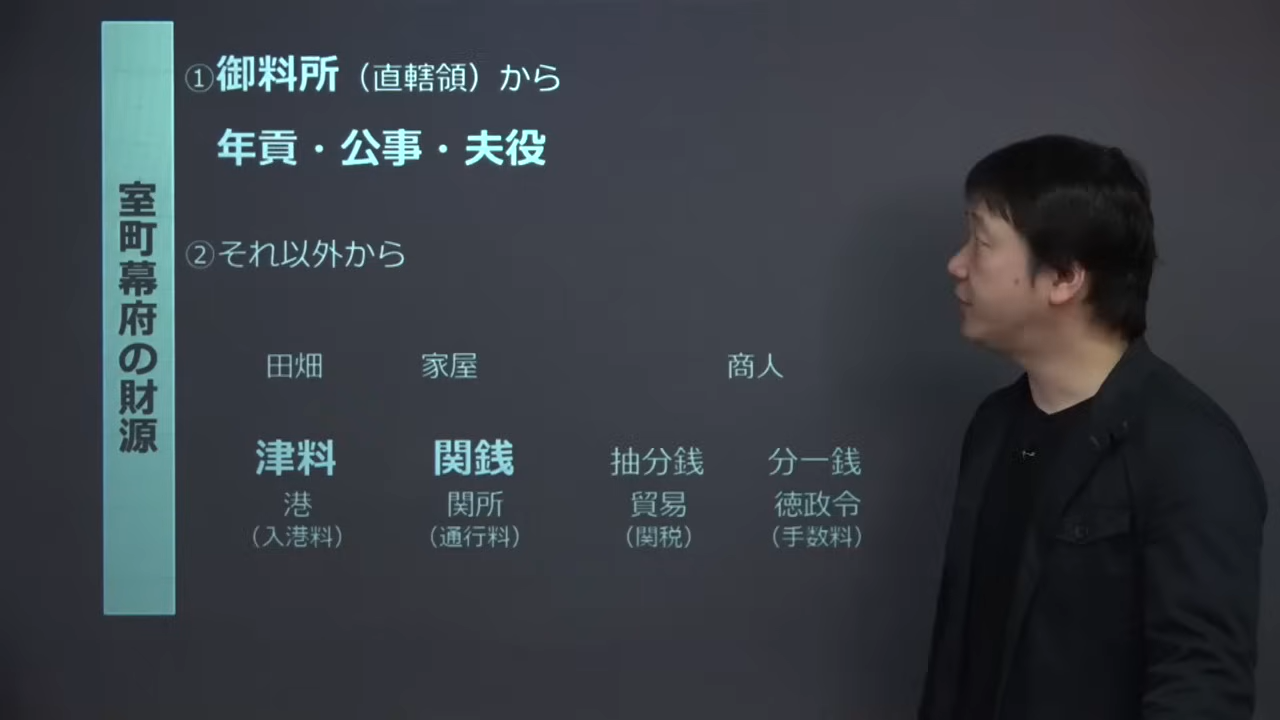 室町幕府の財源
①御料所（直轄領）から
年貢・公事・夫役
②それ以外から
田畑 家屋 商人
津料 関銭 抽分銭 分一銭
港 関所 貿易 徳政令
（入港料） （通行料） （関税） （手数料）